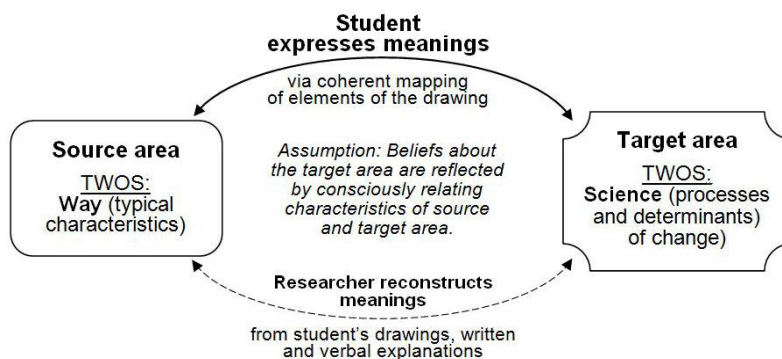 Student
expresses meanings
via coherent mapping
of elements of the drawing
Source area
TWOS:
Way (typical
characteristics)
Assumption: Beliefs about
the target area are reflected
by consciously relating
characteristics of source
and target area.
Target area
TWOS:
Science (processes
and determinants)
of change)
Researcher reconstructs
meanings
from student's drawings, written
and verbal explanations